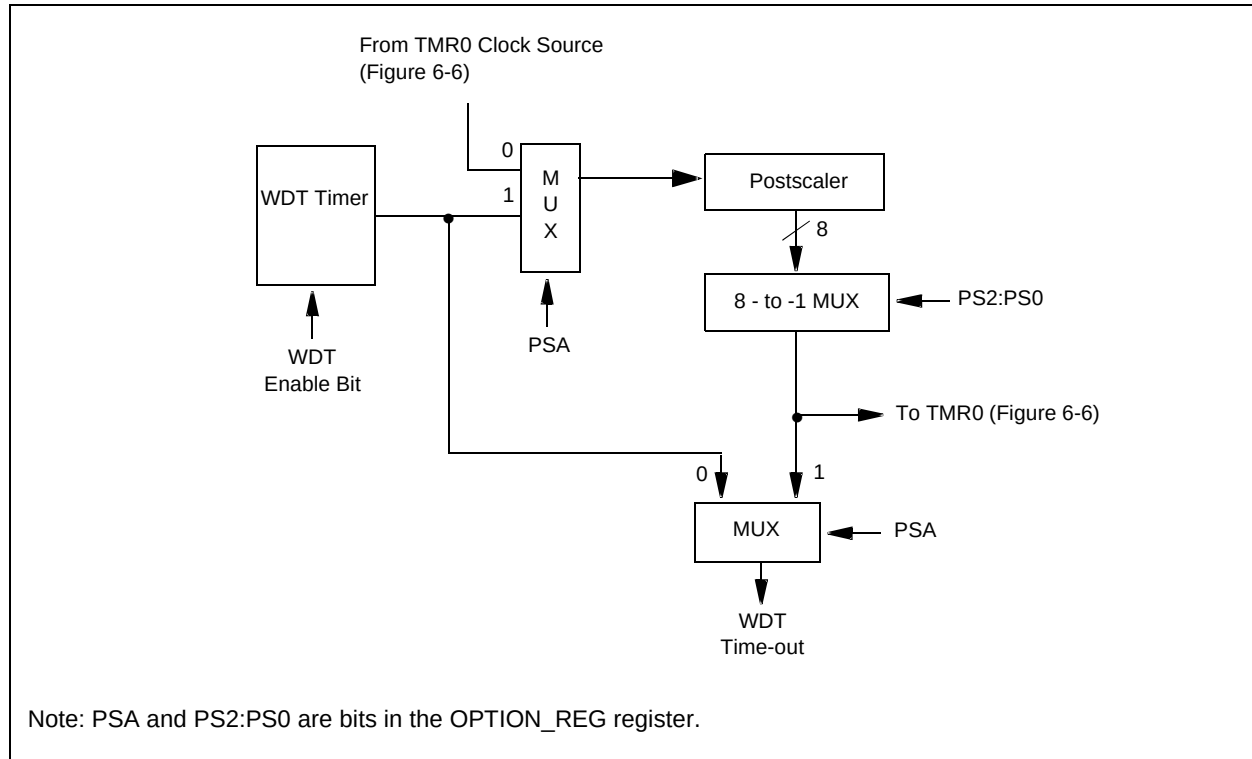 From TMR0 Clock Source
(Figure 6-6)
0
1
M
U
X
WDT Timer
Postscaler
8
8 - to -1 MUX
PS2:PS0
PSA
WDT
Enable Bit
To TMR0 (Figure 6-6)
0
1
MUX
PSA
WDT
Time-out
Note: PSA and PS2:PS0 are bits in the OPTION_REG register.